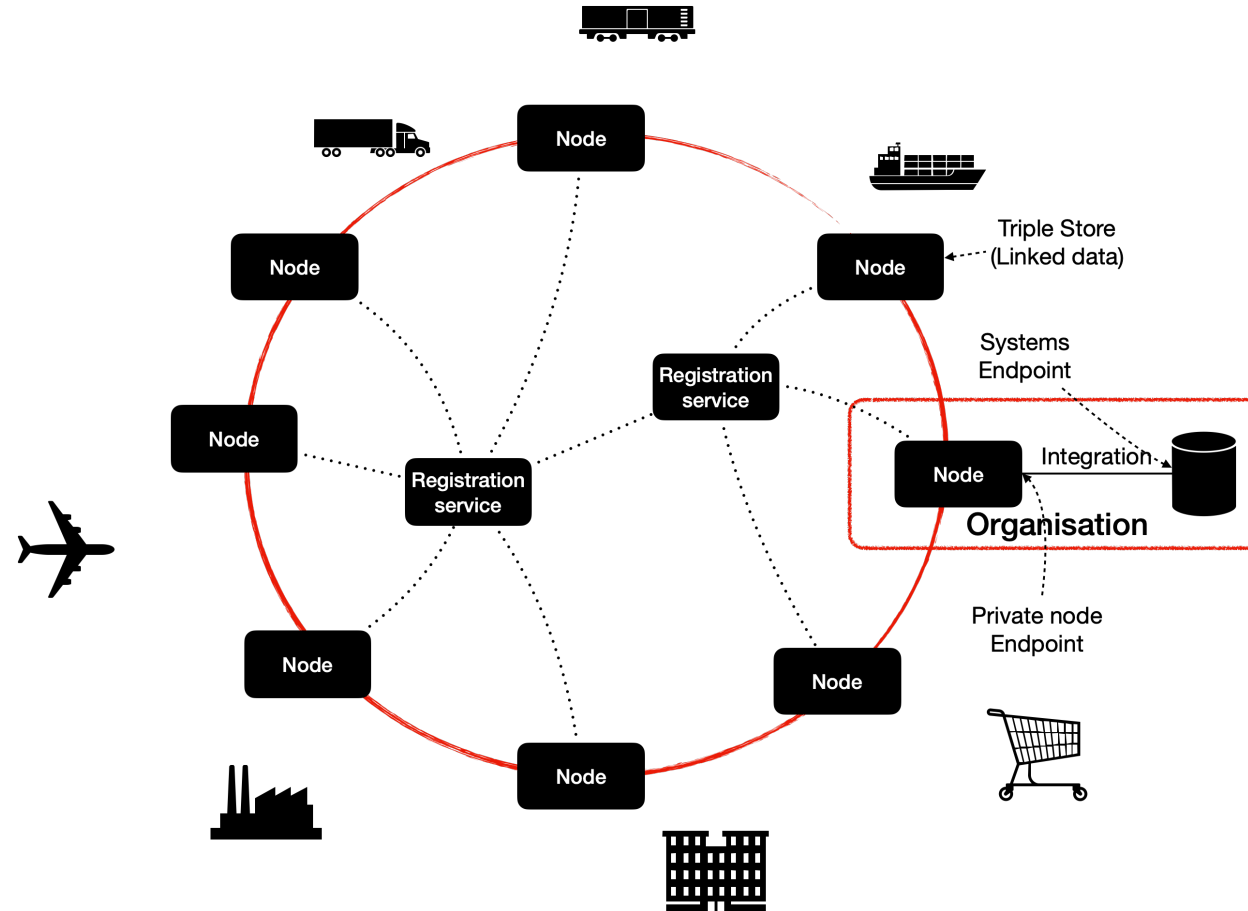 Node
Node
Node
Node
Triple Store
(Linked data)
Systems
Endpoint
Registration
service
Node
Integration
Node
Registration
service
Organisation
Private node
Endpoint
Node
Node
Node